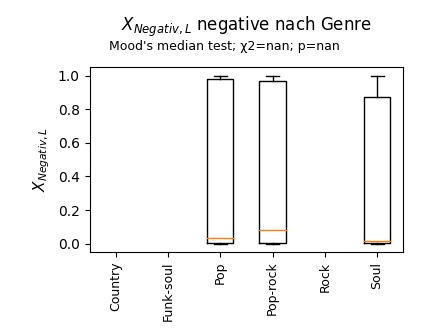 X_{Negativ,L} negative nach Genre
Mood's median test; χ2=nan; p=nan
X_{Negativ,L}
1.0
0.8
0.6
0.4
0.2
0.0
Country
Funk-soul
Pop
Pop-rock
Rock
Soul